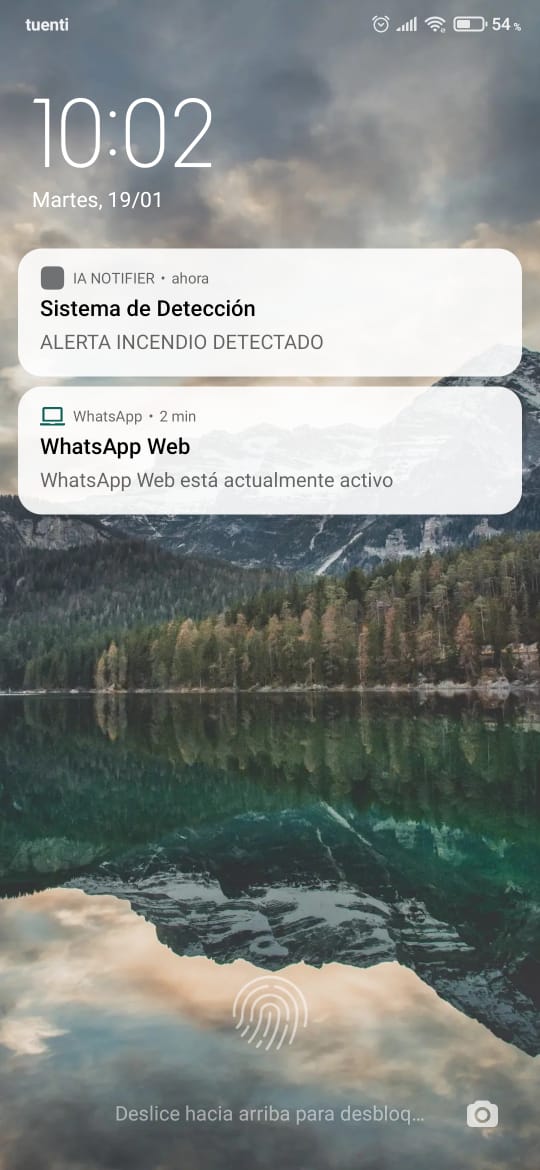 tuenti
54 %
10:02
Martes, 19/01
IA NOTIFIER • ahora
Sistema de Detección
ALERTA INCENDIO DETECTADO
WhatsApp • 2 min
WhatsApp Web
WhatsApp Web está actualmente activo
Deslice hacia arriba para desbloq...